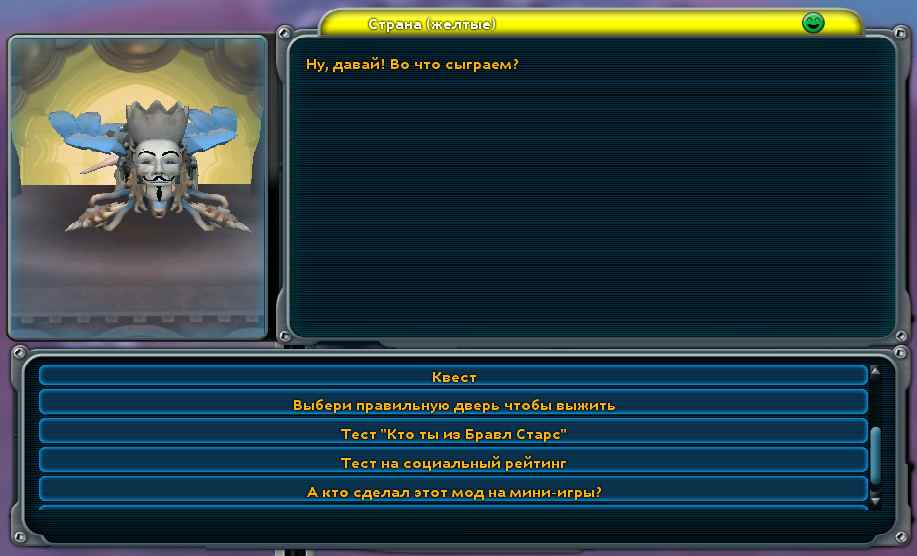 Страна (желтые)
Ну, давай! Во что сыграем?
Квест
Выбери правильную дверь чтобы выжить
Тест "Кто ты из Бравл Старс"
Тест на социальный рейтинг
А кто сделал этот мод на мини-игры?